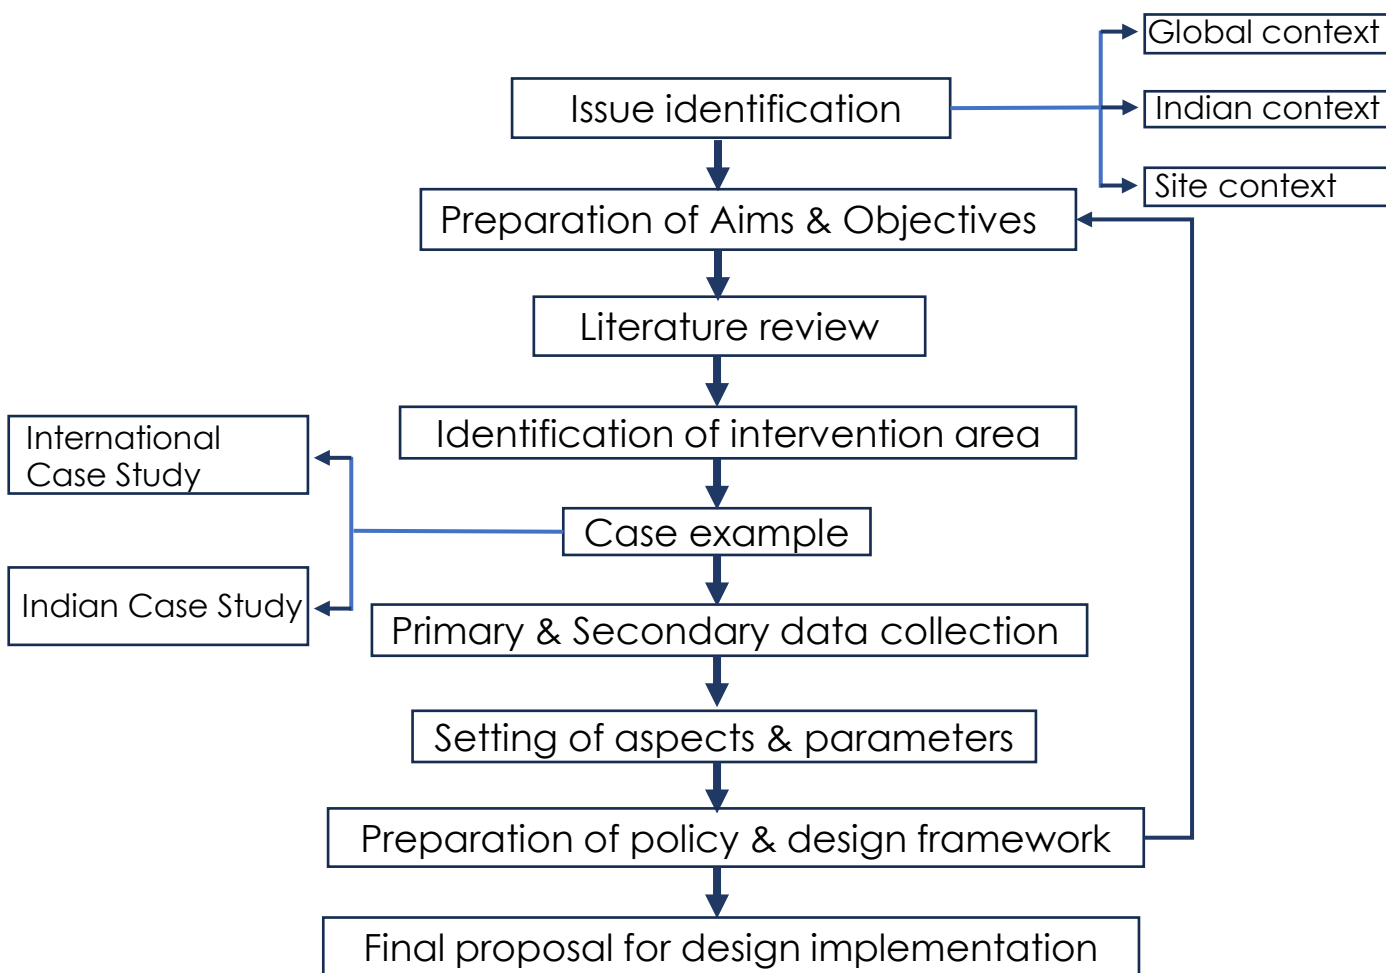 Global context
Issue identification
Indian context
Site context
Preparation of Aims & Objectives
Literature review
Identification of intervention area
International
Case Study
Case example
Indian Case Study
Primary & Secondary data collection
Setting of aspects & parameters
Preparation of policy & design framework
Final proposal for design implementation